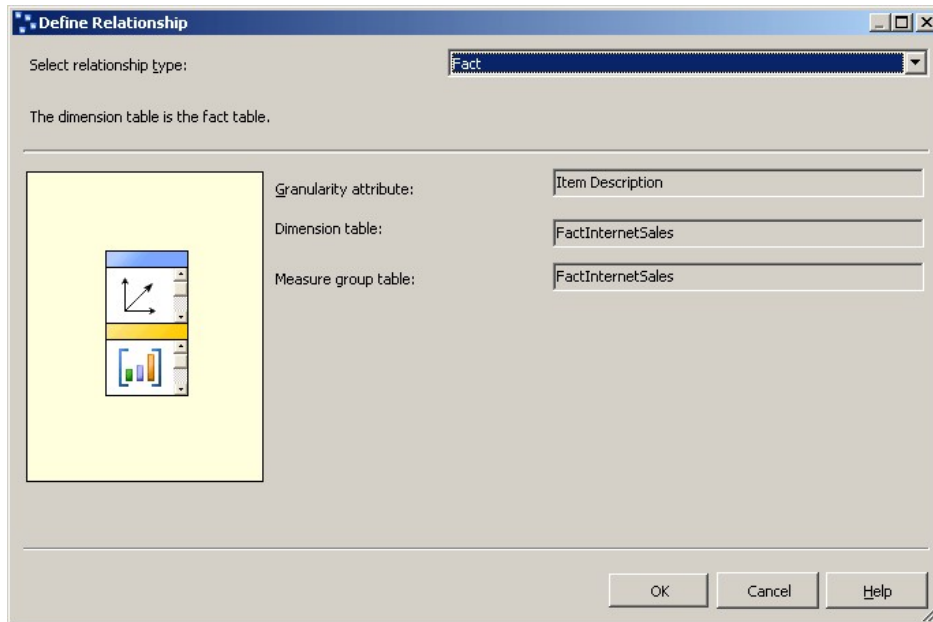 Define Relationship
Select relationship type:
Fact
The dimension table is the fact table.
Granularity attribute:
Item Description
Dimension table:
FactInternetSales
Measure group table:
FactInternetSales
OK
Cancel
Help